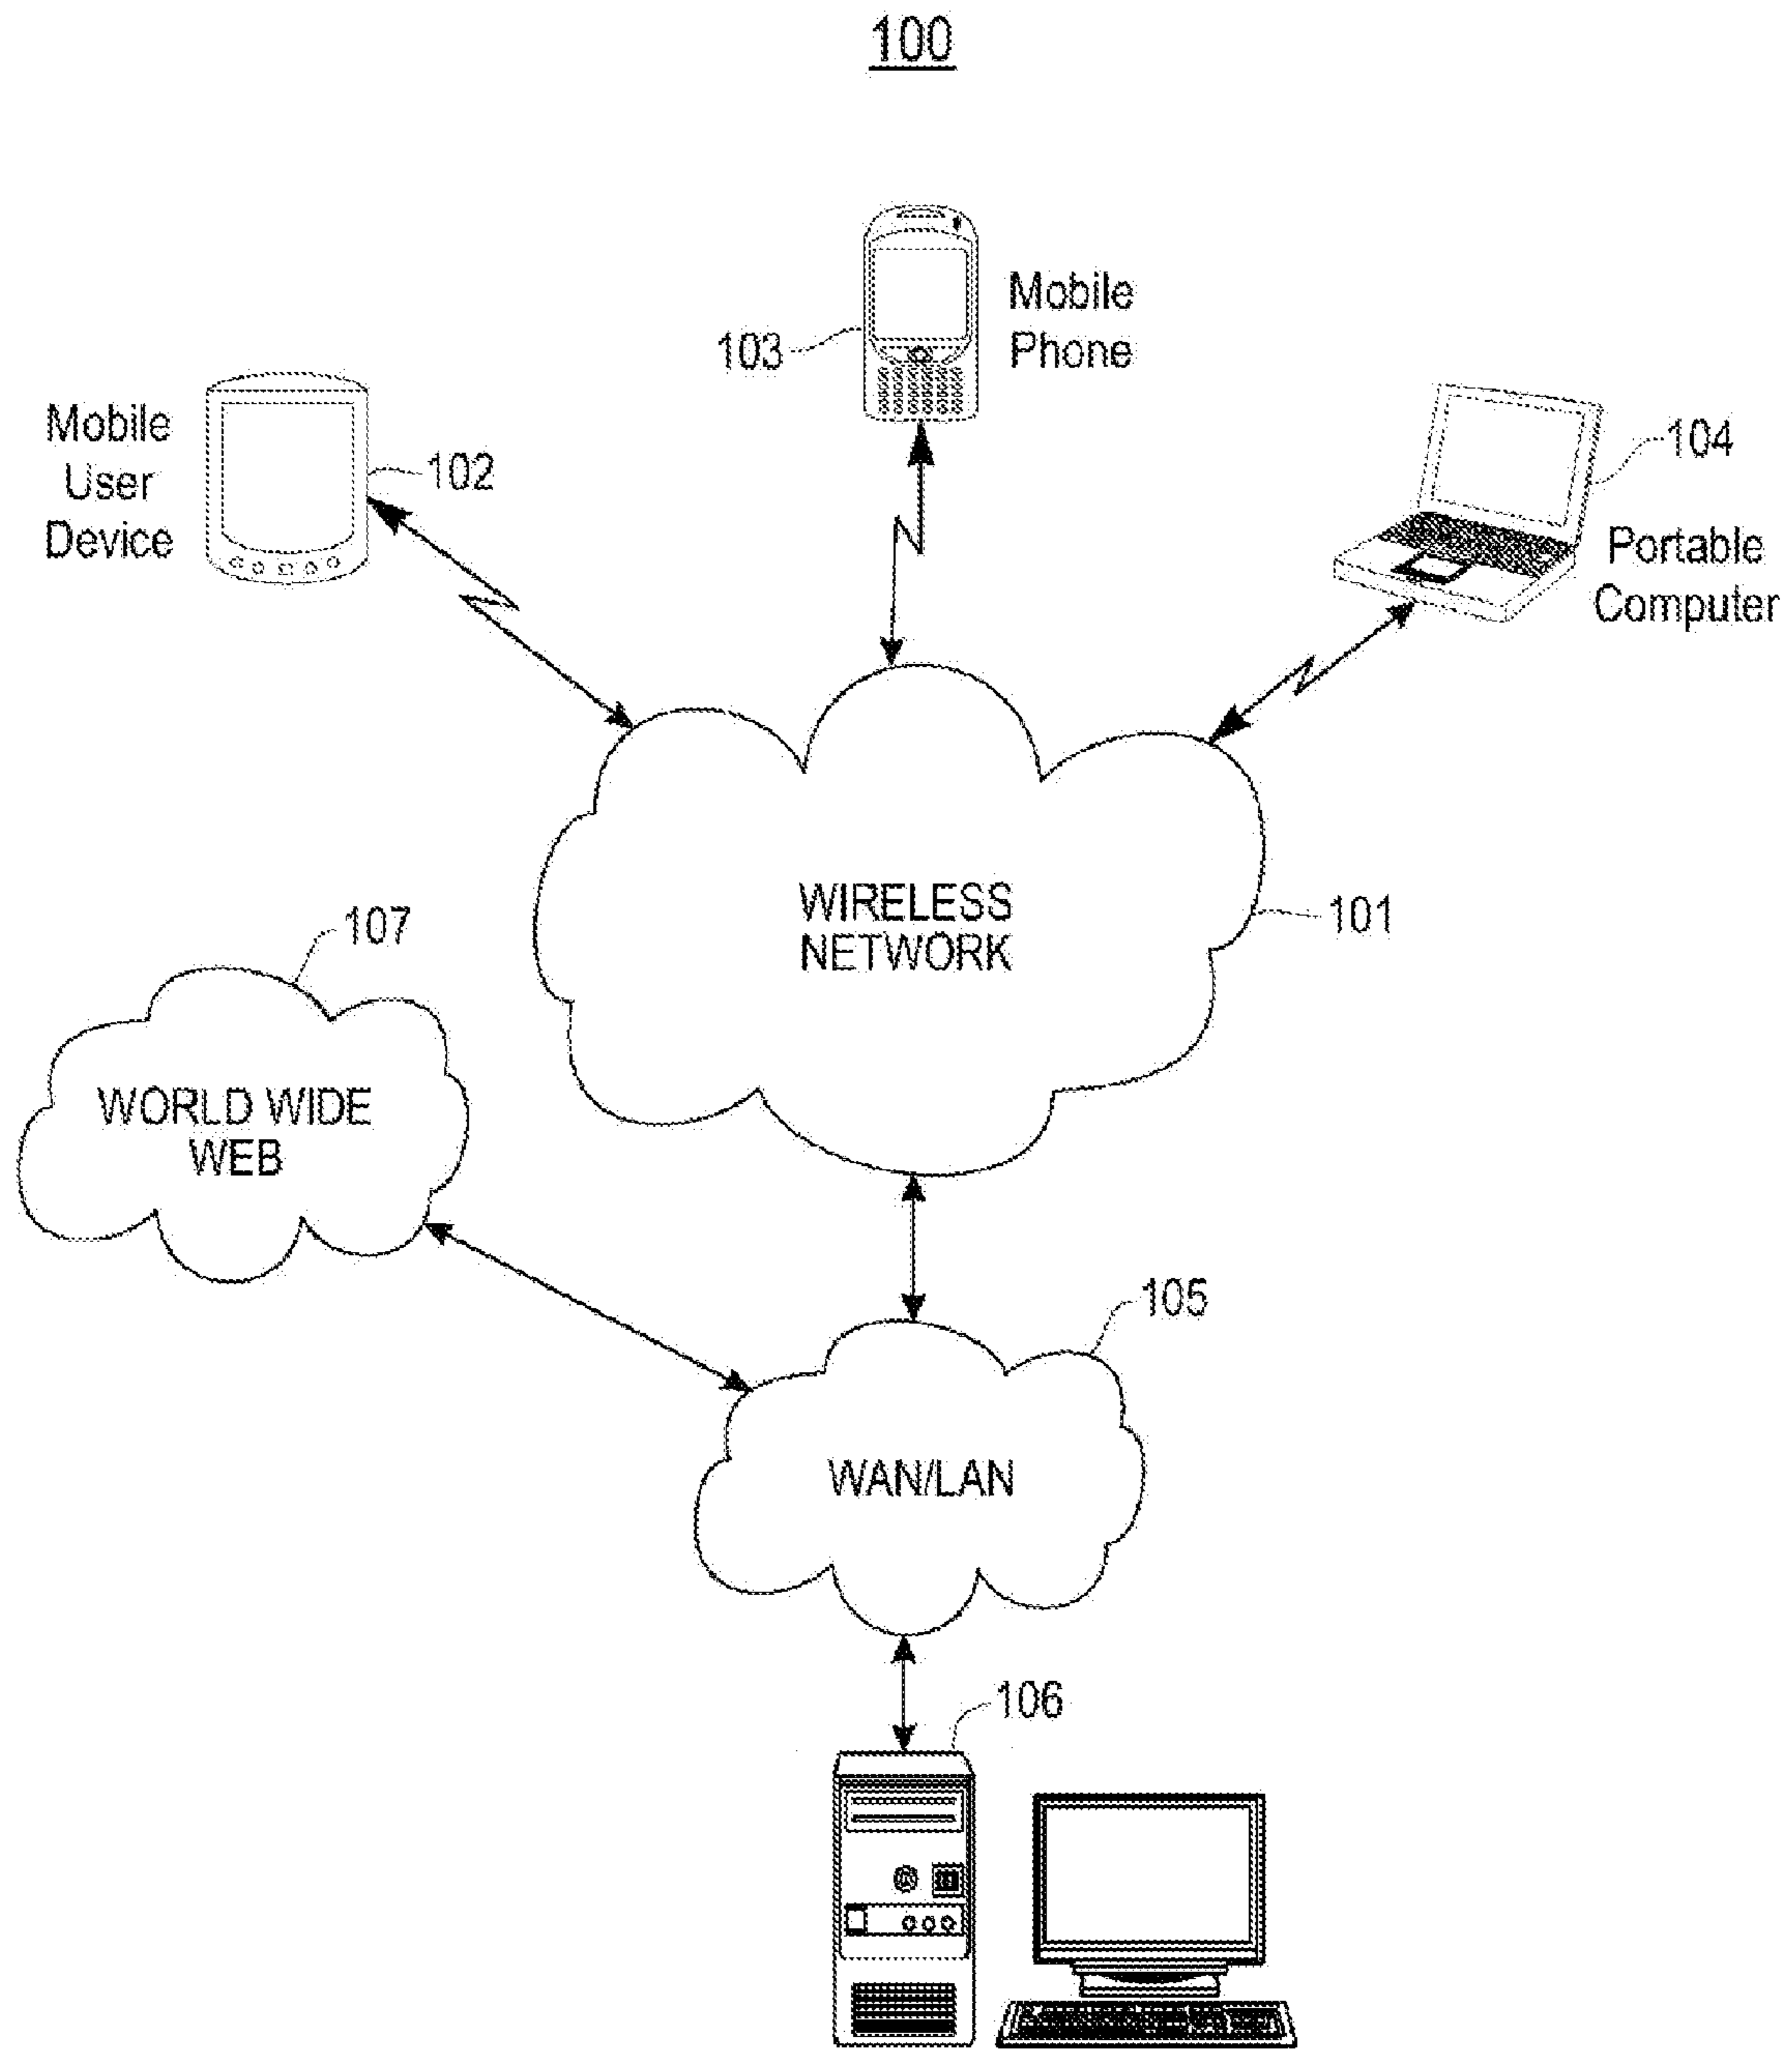 100
103
Mobile
Phone
Mobile
User
Device
102
104
Portable
Computer
WIRELESS
NETWORK
101
107
WORLD WIDE
WEB
105
WAN/LAN
106